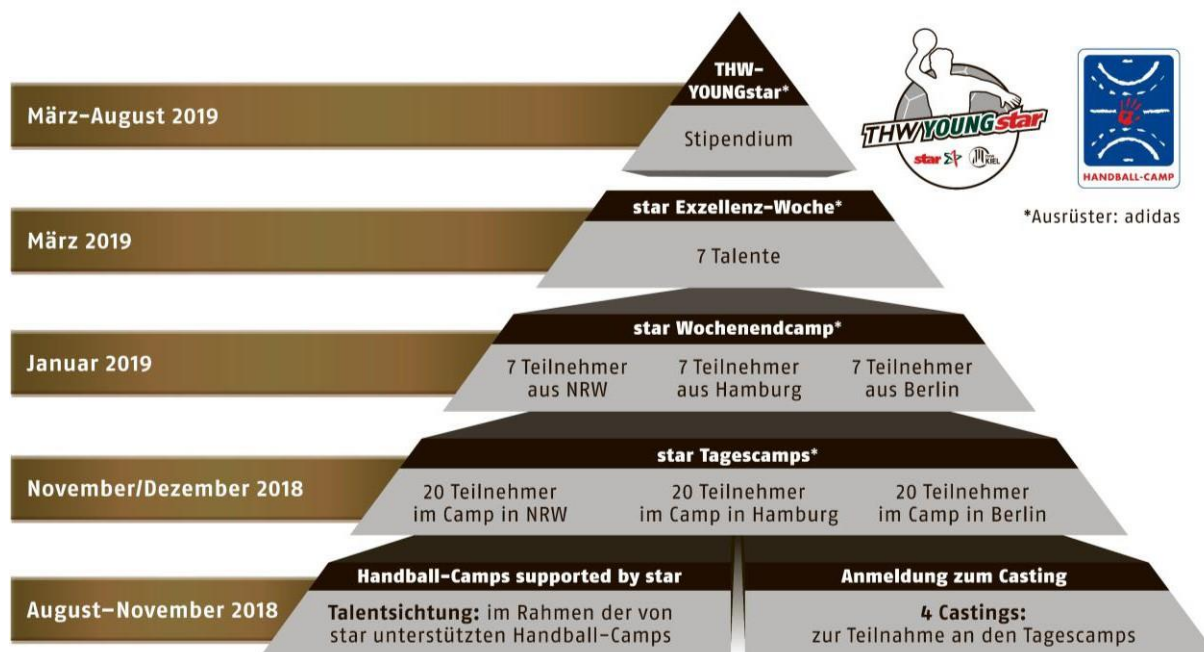 März–August 2019
THW-
YOUNGstar*
Stipendium
THW YOUNG star
star
KIEL
HANDBALL-CAMP
*Ausrüster: adidas
März 2019
star Exzellenz-Woche*
7 Talente
Januar 2019
star Wochenendcamp*
7 Teilnehmer
aus NRW
7 Teilnehmer
aus Hamburg
7 Teilnehmer
aus Berlin
November/Dezember 2018
star Tagescamps*
20 Teilnehmer
im Camp in NRW
20 Teilnehmer
im Camp in Hamburg
20 Teilnehmer
im Camp in Berlin
August–November 2018
Handball-Camps supported by star
Talentsichtung: im Rahmen der von
star unterstützten Handball-Camps
Anmeldung zum Casting
4 Castings:
zur Teilnahme an den Tagescamps